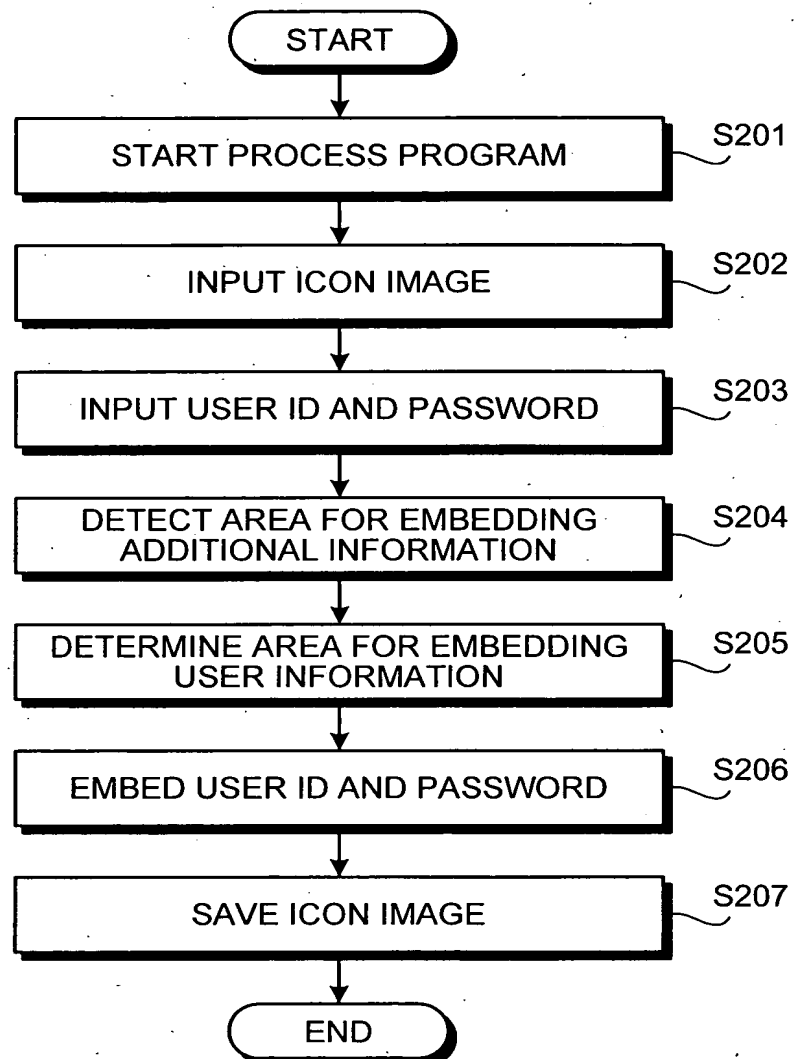 START
START PROCESS PROGRAM
S201
INPUT ICON IMAGE
S202
INPUT USER ID AND PASSWORD
S203
DETECT AREA FOR EMBEDDING
ADDITIONAL INFORMATION
S204
DETERMINE AREA FOR EMBEDDING
USER INFORMATION
S205
EMBED USER ID AND PASSWORD
S206
SAVE ICON IMAGE
S207
END